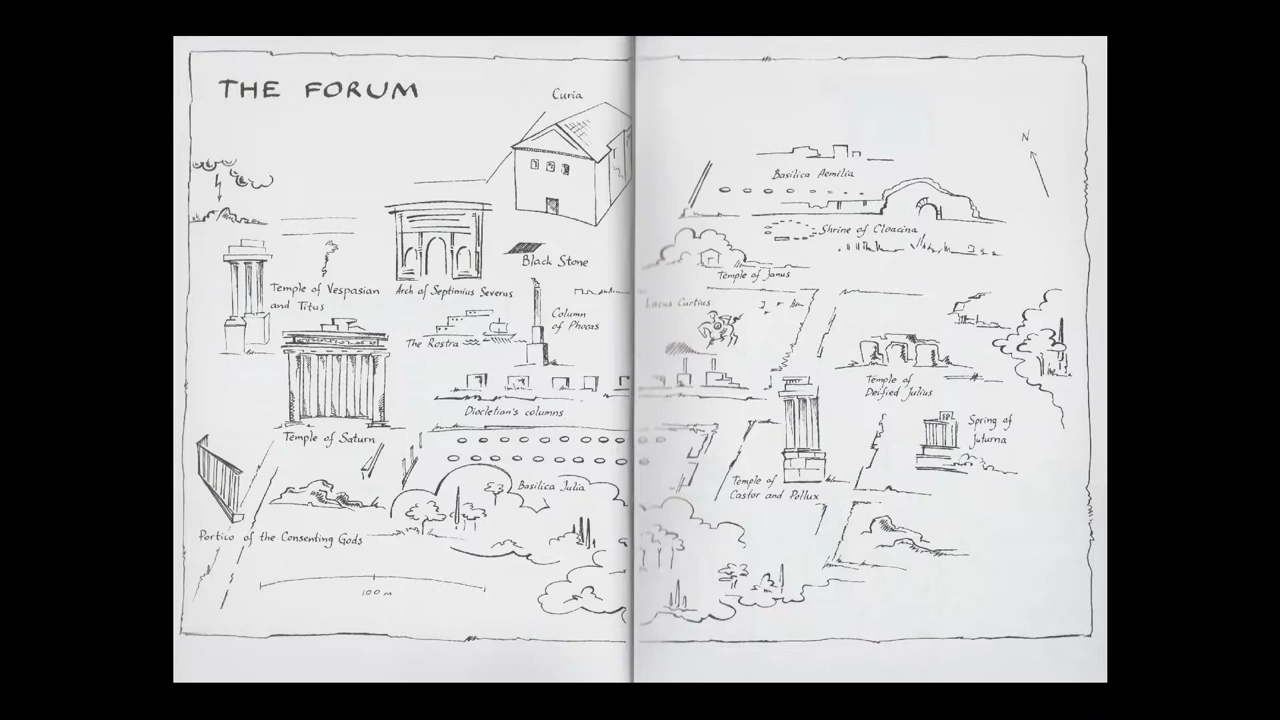 THE FORUM
Curia
N
Basilica Aemilia
Shrine of Cloacina
Black Stone
Temple of Janus
Temple of Vespasian
and Titus
Arch of Septimius Severus
Lacus Curtius
Column
of Phocas
The Rostra
Temple of
Deified Julius
Diocletian's columns
Spring of
Juturna
Temple of Saturn
Basilica Julia
Temple of
Castor and Pollux
Portico of the Consenting Gods
100 m